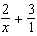 2/x + 3/1